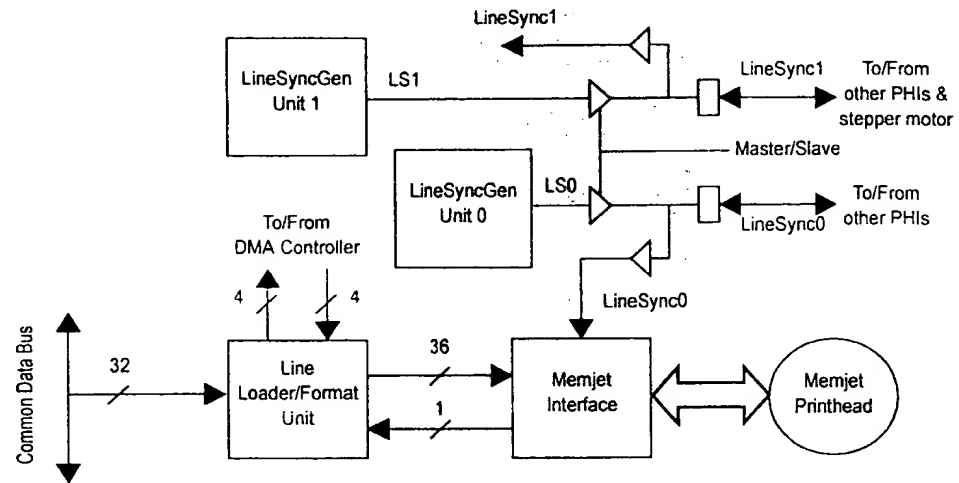 LineSync1
LineSyncGen
Unit 1
LS1
LineSync1
To/From
other PHIs &
stepper motor
Master/Slave
LineSyncGen
Unit 0
LS0
LineSync0
To/From
other PHIs
To/From
DMA Controller
4
4
LineSync0
Common Data Bus
32
Line
Loader/Format
Unit
36
1
Memjet
Interface
Memjet
Printhead